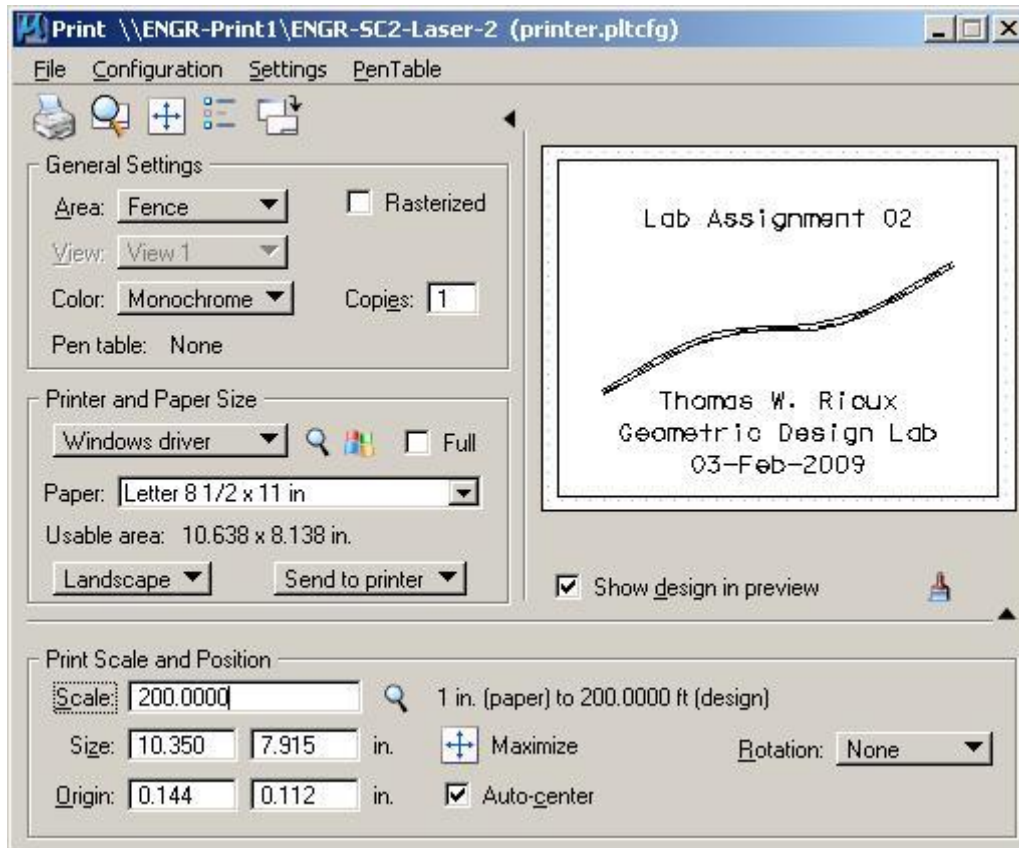 Print \\ENGR-Print1\ENGR-SC2-Laser-2 (printer.pltcfg)
File Configuration Settings PenTable
General Settings
Area: Fence
Rasterized
View: View 1
Color: Monochrome
Copies: 1
Pen table: None
Printer and Paper Size
Windows driver
Full
Paper: Letter 8 1/2 x 11 in
Usable area: 10.638 x 8.138 in.
Landscape
Send to printer
Lab Assignment 02
Thomas W. Rioux
Geometric Design Lab
03-Feb-2009
Show design in preview
Print Scale and Position
Scale: 200.0000
1 in. (paper) to 200.0000 ft (design)
Size: 10.350 7.915 in.
Maximize
Rotation: None
Origin: 0.144 0.112 in.
Auto-center